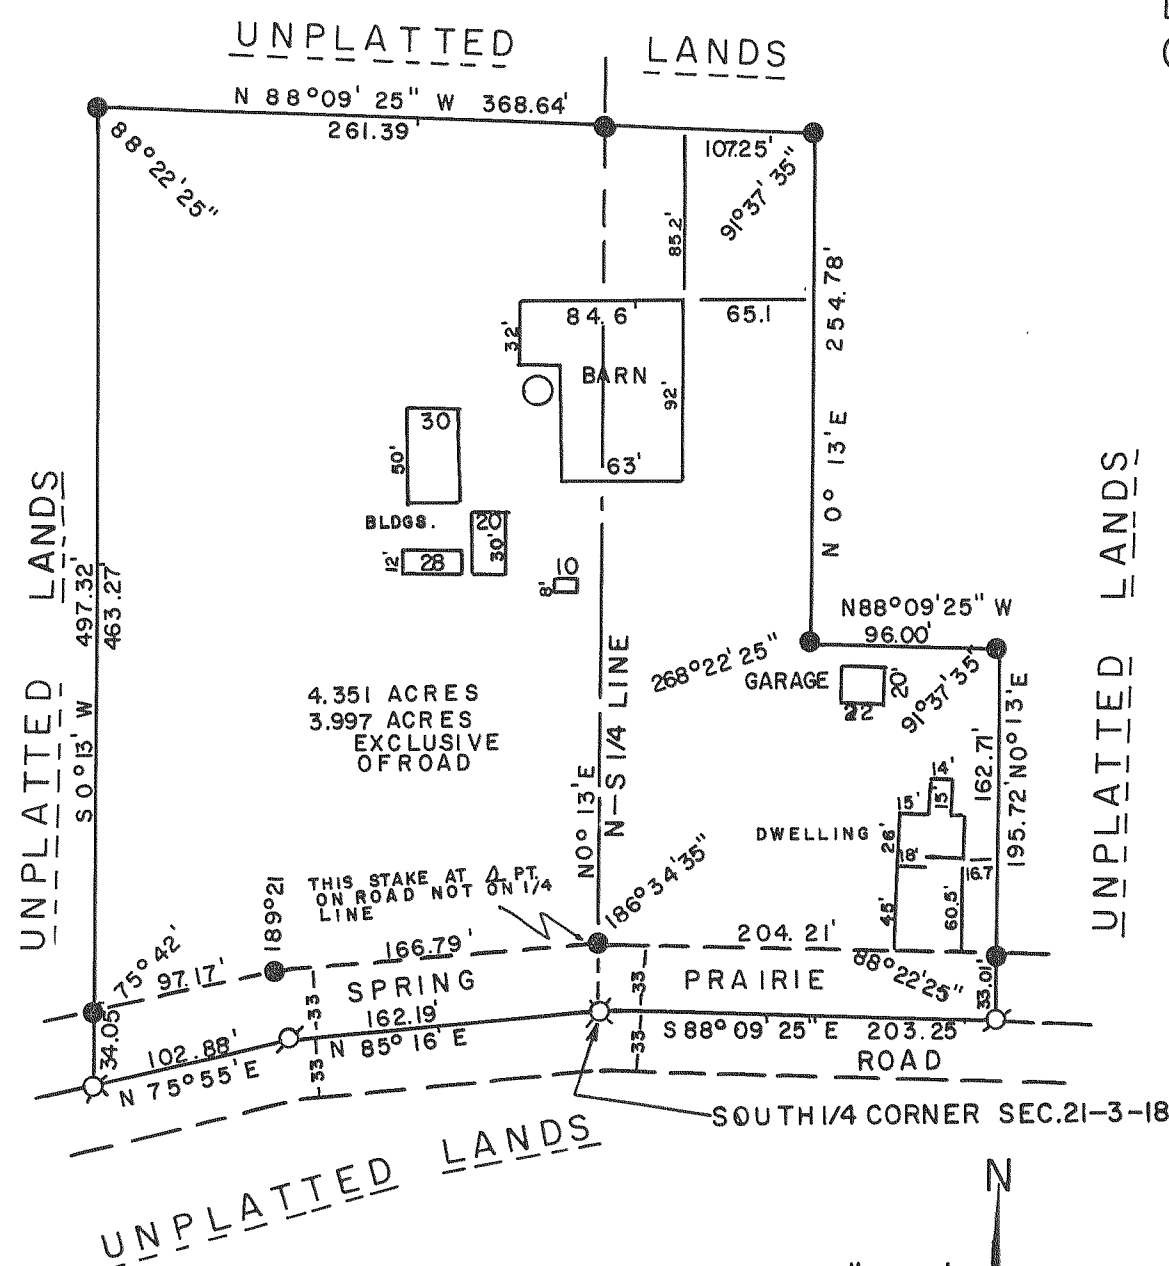 UNPLATTED LANDS
N 88°09' 25" W 368.64'
261.39'
107.25'
88°22'25"
91°37' 35"
85.2'
254.78'
N 0° 13'E
84.6'
65.1
32'
BARN
92'
63'
30
50'
BLDGS.
20
30'
12'
28
10
8'
UNPLATTED LANDS
497.32'
463.27'
S 0°13' W
UNPLATTED LANDS
N88°09'25" W
96.00'
268°22' 25"
GARAGE
20'
22
91°37'35"
4.351 ACRES
3.997 ACRES
EXCLUSIVE
OF ROAD
N0° 13'E
N-S 1/4 LINE
162.71'
195.72' N0°13'E
14'
15'
15'
DWELLING
26'
18'
16.7
45'
60.5'
THIS STAKE AT Δ PT.
ON ROAD NOT ON 1/4
LINE
186°34'35"
189°21
75°42'
97.17'
166.79'
204.21'
88°22'25"
SPRING PRAIRIE
33
33
33.01'
34.05'
102.88'
162.19'
N 75°55'E
N 85°16' E
S 88°09' 25"E 203.25'
33
33
ROAD
SOUTH 1/4 CORNER SEC.21-3-18
UNPLATTED LANDS
N